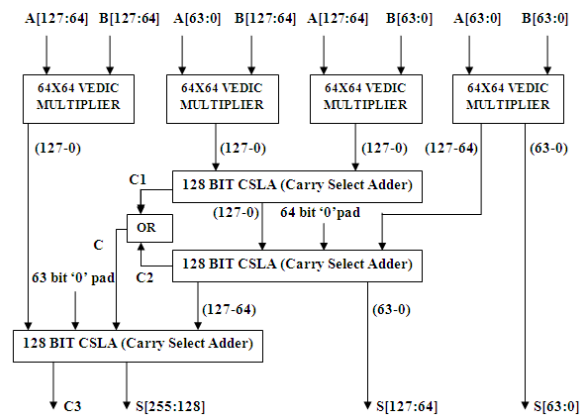 A[127:64] B[127:64] A[63:0] B[127:64] A[127:64] B[63:0] A[63:0] B[63:0]
64X64 VEDIC MULTIPLIER
64X64 VEDIC MULTIPLIER
64X64 VEDIC MULTIPLIER
64X64 VEDIC MULTIPLIER
(127-0) (127-0) (127-0) (127-64) (63-0)
C1
128 BIT CSLA (Carry Select Adder)
(127-0) 64 bit ‘0’pad
OR
C
C2
128 BIT CSLA (Carry Select Adder)
63 bit ‘0’ pad
(127-64) (63-0)
128 BIT CSLA (Carry Select Adder)
C3 S[255:128] S[127:64] S[63:0]